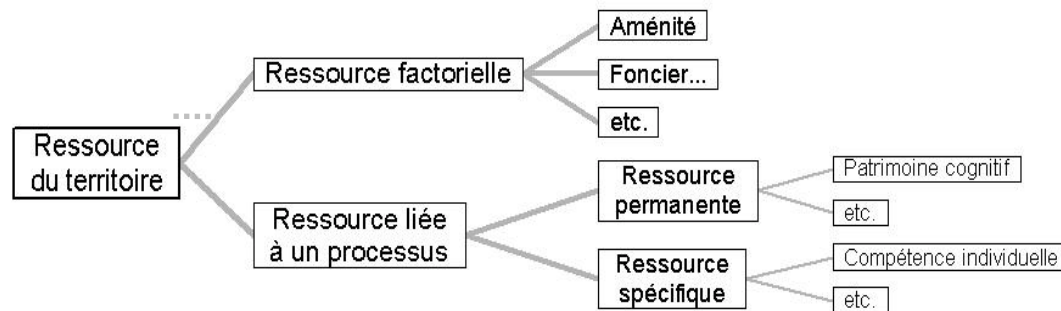 Ressource
du territoire
Ressource factorielle
Aménité
Foncier...
etc.
Ressource liée
à un processus
Ressource
permanente
Patrimoine cognitif
etc.
Ressource
spécifique
Compétence individuelle
etc.